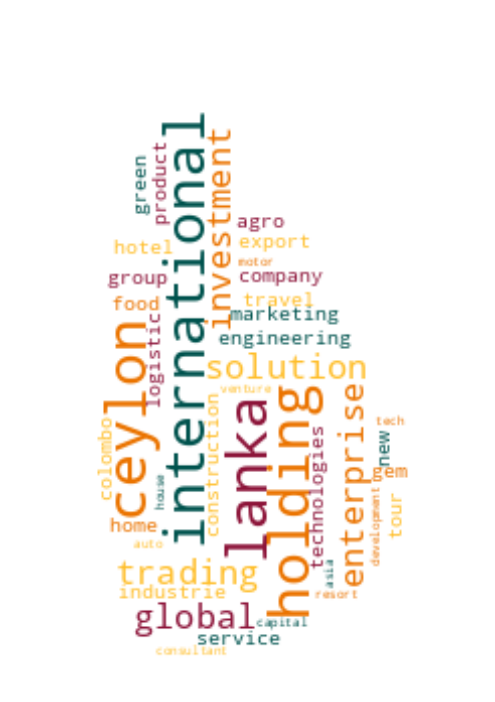 international
green
product
investment
agro
hotel
export
motor
group
company
food
travel
marketing
logistic
ceylon
engineering
solution
venture
lanka
holding
enterprise
construction
colombo
tech
new
technologies
gem
house
development
tour
home
auto
asia
trading
industrie
resort
global
capital
service
consultant